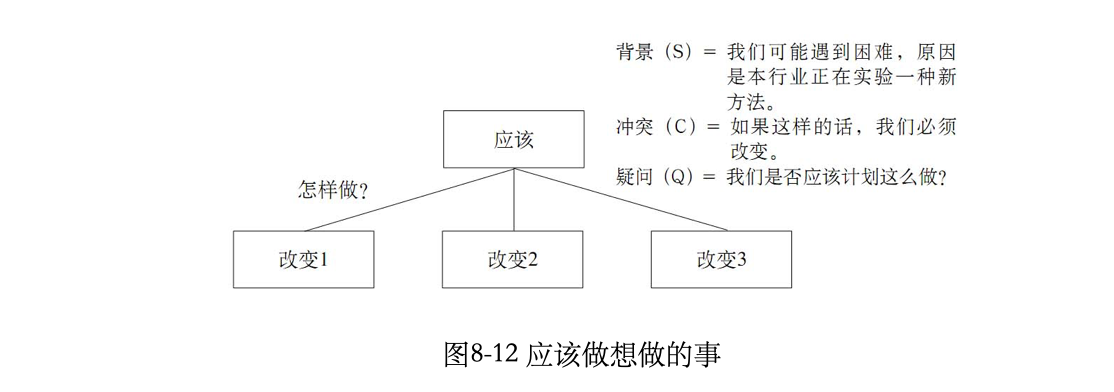 背景（S）= 我们可能遇到困难，原因
是本行业正在实验一种新
方法。
冲突（C）= 如果这样的话，我们必须
改变。
疑问（Q）= 我们是否应该计划这么做？
应该
怎样做？
改变1
改变2
改变3
图8-12 应该做想做的事